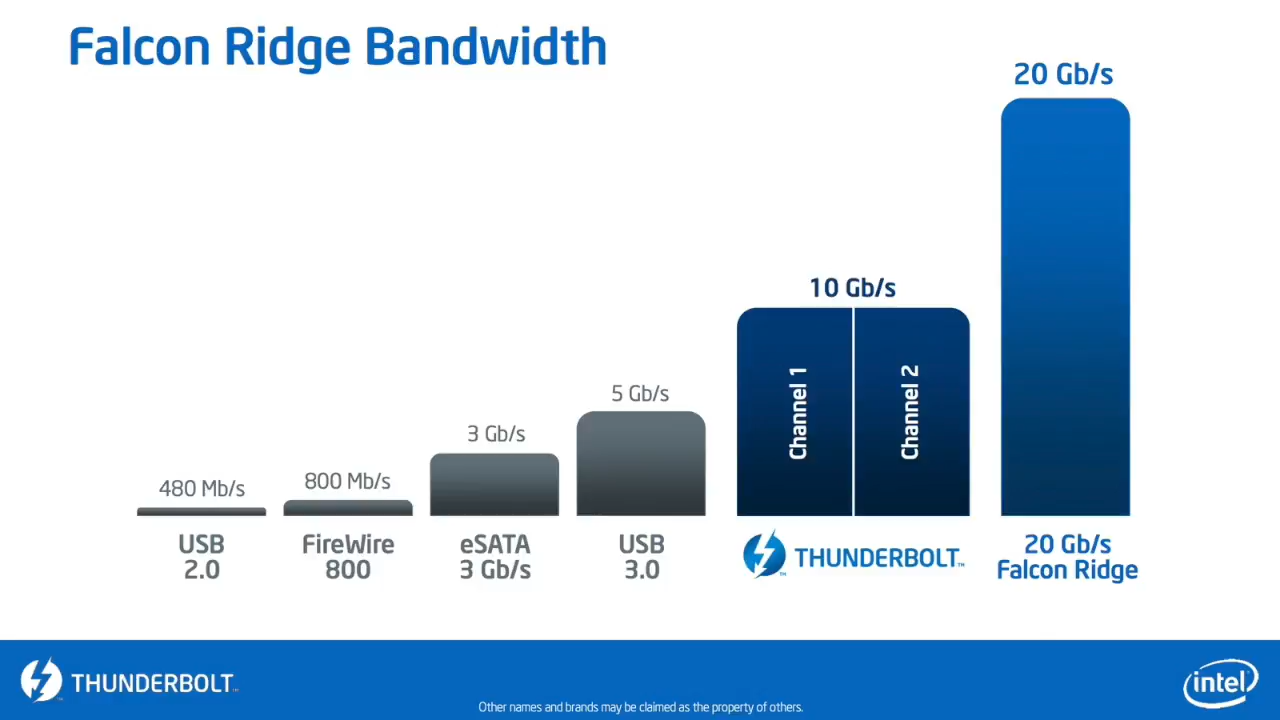 Falcon Ridge Bandwidth
20 Gb/s
10 Gb/s
5 Gb/s
3 Gb/s
800 Mb/s
480 Mb/s
Channel 1
Channel 2
USB
2.0
FireWire
800
eSATA
3 Gb/s
USB
3.0
THUNDERBOLT™
20 Gb/s
Falcon Ridge
THUNDERBOLT™
intel
Other names and brands may be claimed as the property of others.